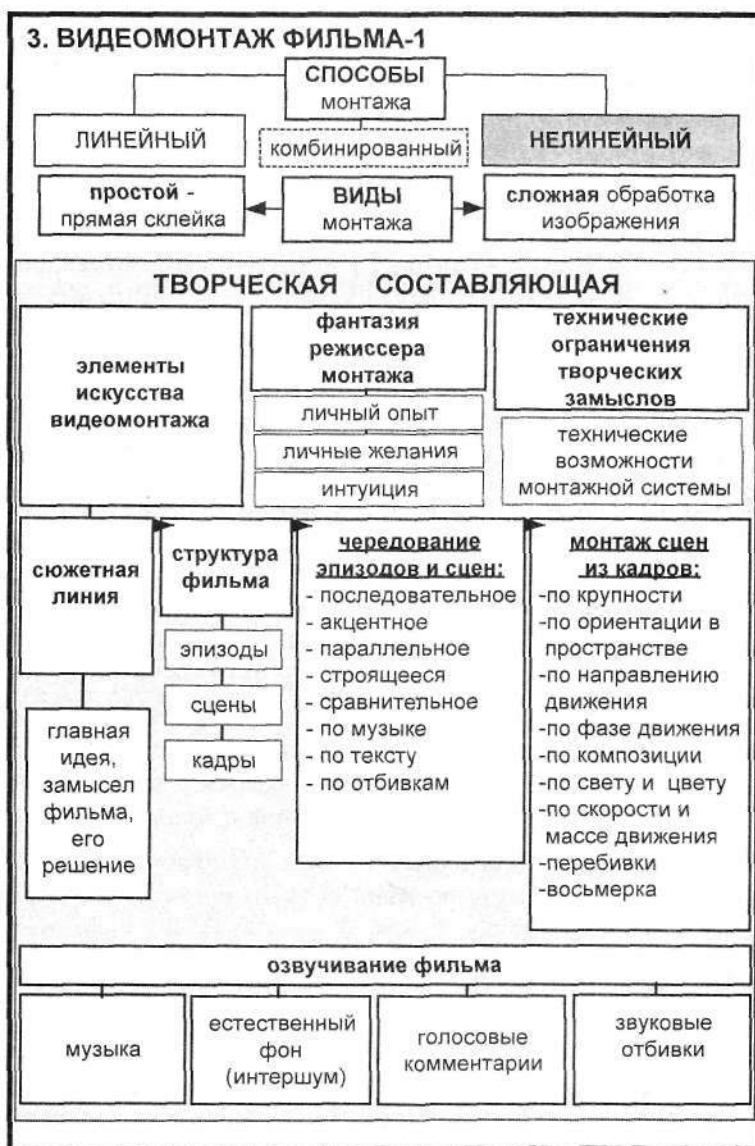 3. ВИДЕОМОНТАЖ ФИЛЬМА-1
СПОСОБЫ
монтажа
ЛИНЕЙНЫЙ
комбинированный
НЕЛИНЕЙНЫЙ
простой -
прямая склейка
ВИДЫ
монтажа
сложная обработка
изображения
ТВОРЧЕСКАЯ СОСТАВЛЯЮЩАЯ
элементы
искусства
видеомонтажа
фантазия
режиссера
монтажа
личный опыт
личные желания
интуиция
технические
ограничения
творческих
замыслов
технические
возможности
монтажной системы
сюжетная
линия
главная
идея,
замысел
фильма,
его
решение
структура
фильма
эпизоды
сцены
кадры
чередование
эпизодов и сцен:
- последовательное
- акцентное
- параллельное
- строящееся
- сравнительное
- по музыке
- по тексту
- по отбивкам
монтаж сцен
из кадров:
-по крупности
-по ориентации в
пространстве
-по направлению
движения
-по фазе движения
-по композиции
-по свету и цвету
-по скорости и
массе движения
-перебивки
-восьмерка
озвучивание фильма
музыка
естественный
фон
(интершум)
голосовые
комментарии
звуковые
отбивки